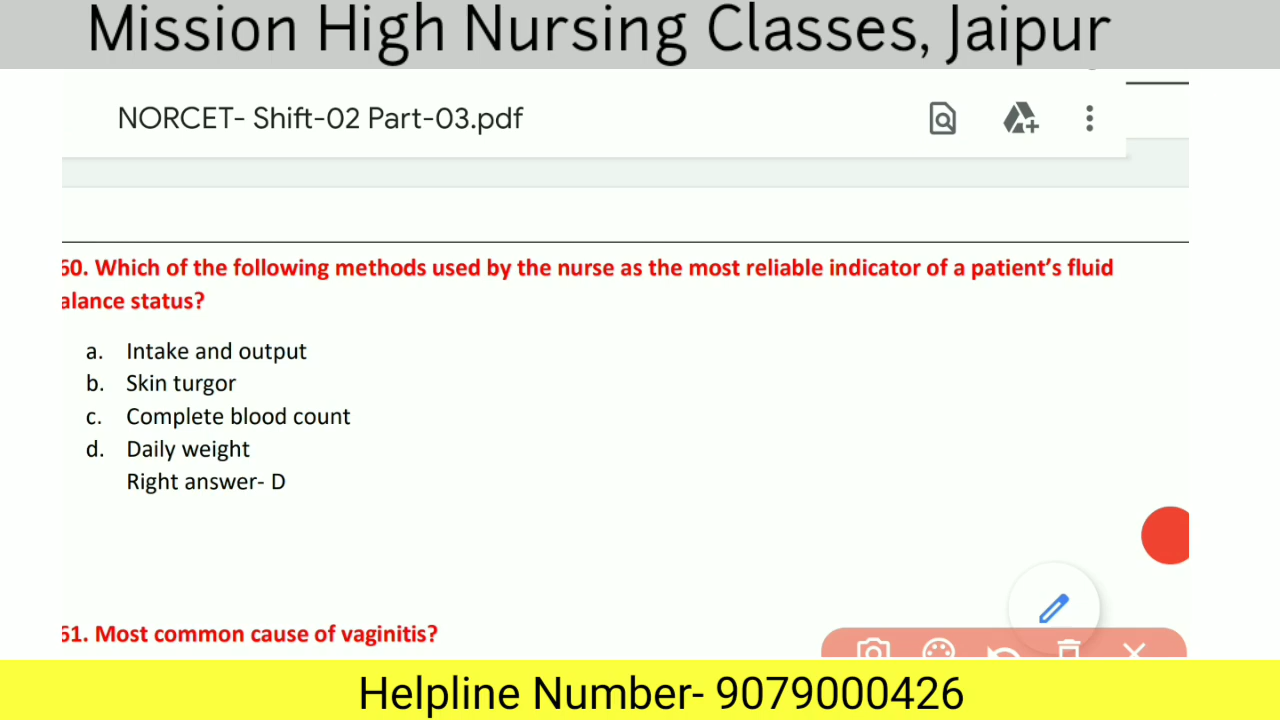 Mission High Nursing Classes, Jaipur
NORCET- Shift-02 Part-03.pdf
60. Which of the following methods used by the nurse as the most reliable indicator of a patient’s fluid
alance status?
a. Intake and output
b. Skin turgor
c. Complete blood count
d. Daily weight
Right answer- D
61. Most common cause of vaginitis?
Helpline Number- 9079000426